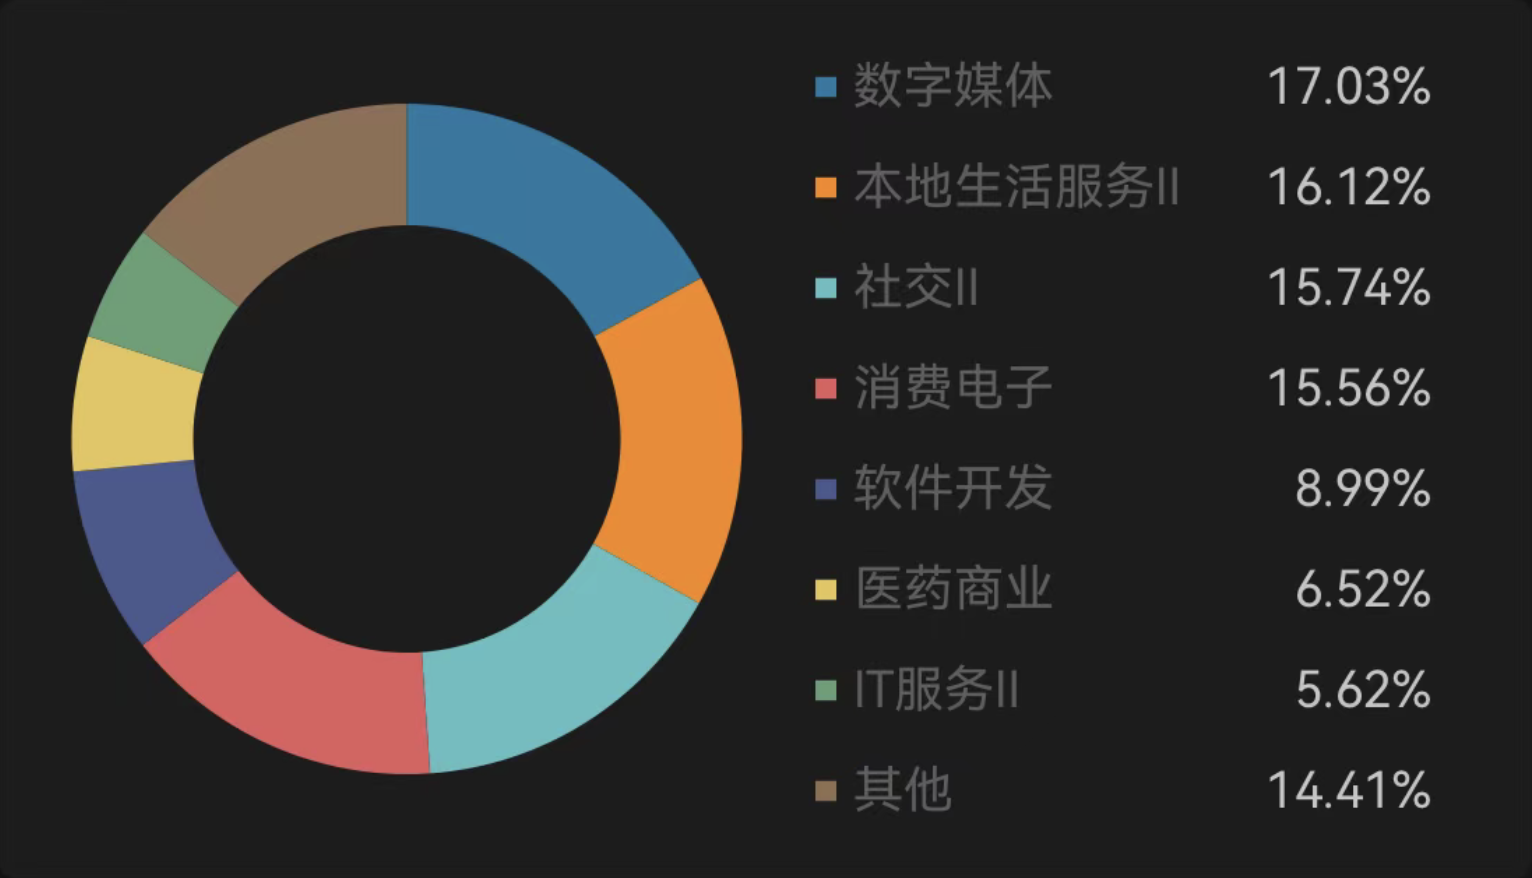 数字媒体 17.03%
本地生活服务II 16.12%
社交II 15.74%
消费电子 15.56%
软件开发 8.99%
医药商业 6.52%
IT服务II 5.62%
其他 14.41%